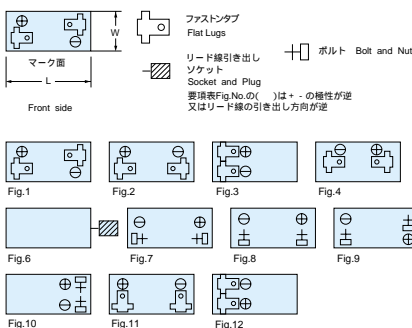 W
マーク面
L
Front side
ファストンタブ
Flat Lugs
リード線引き出し
ソケット
Socket and Plug
要項表Fig.No.の( )は+ - の極性が逆
又はリード線の引き出し方向が逆
ボルト Bolt and Nut
Fig.1
Fig.2
Fig.3
Fig.4
Fig.6
Fig.7
Fig.8
Fig.9
Fig.10
Fig.11
Fig.12